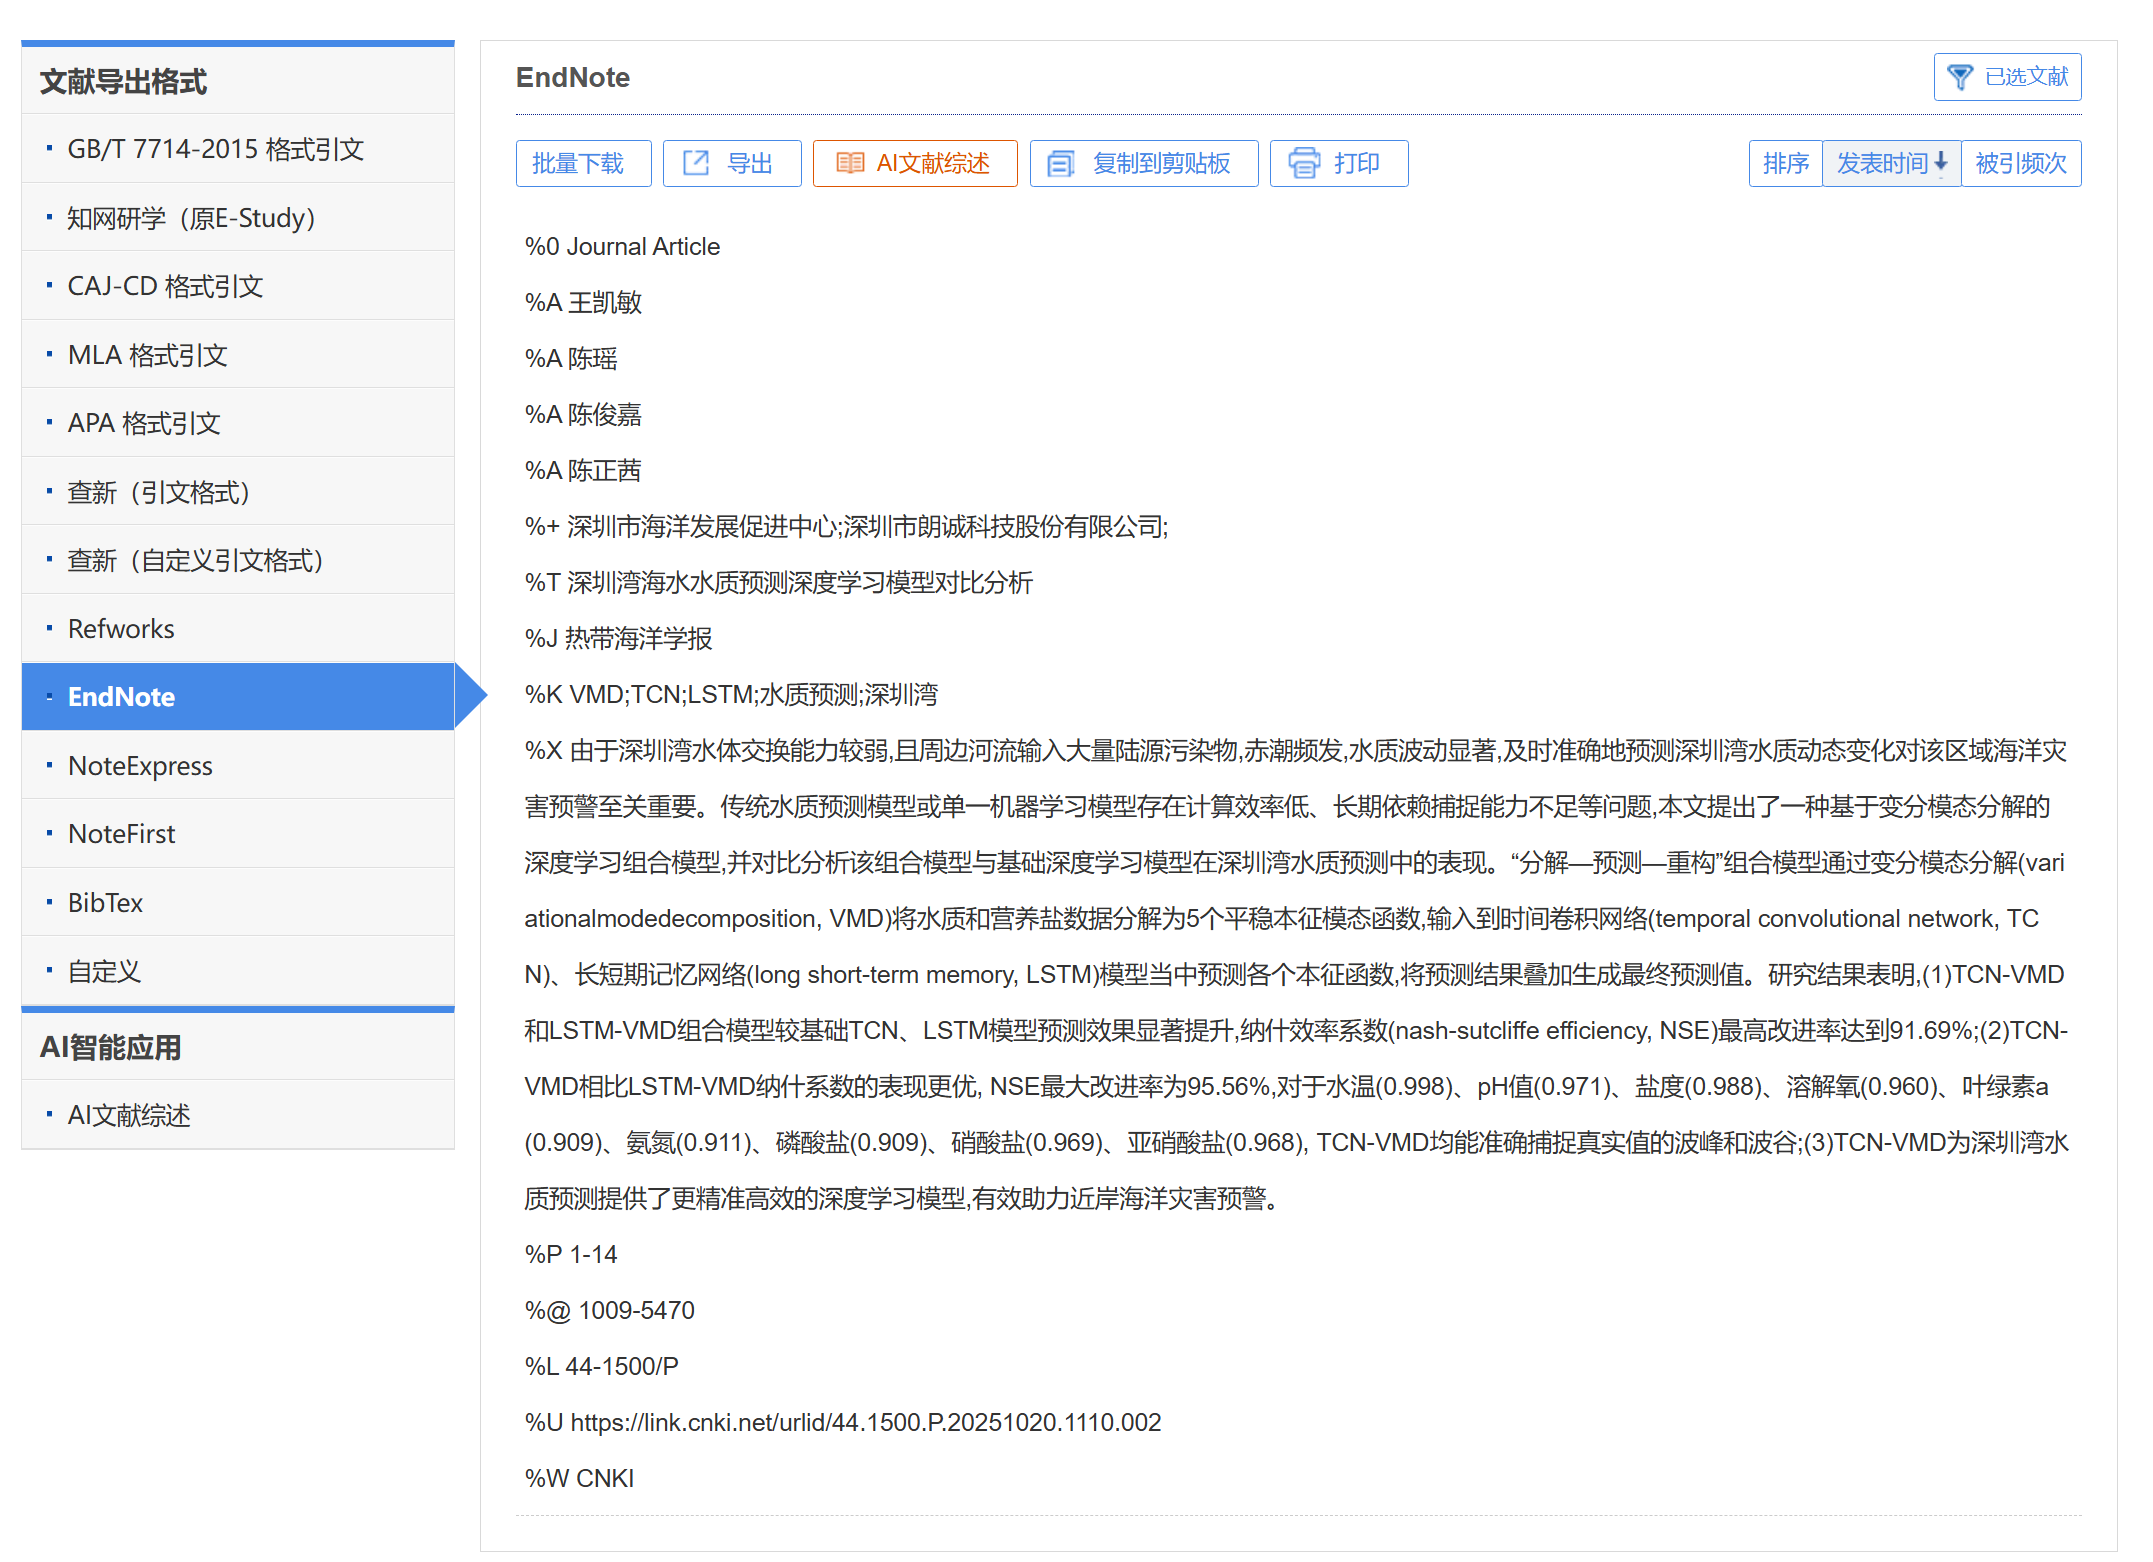 文献导出格式
GB/T 7714-2015 格式引文
知网研学（原E-Study）
CAJ-CD 格式引文
MLA 格式引文
APA 格式引文
查新（引文格式）
查新（自定义引文格式）
Refworks
EndNote
NoteExpress
NoteFirst
BibTex
自定义
AI智能应用
AI文献综述
EndNote
已选文献
批量下载 导出 AI文献综述 复制到剪贴板 打印 排序 发表时间 被引频次
%0 Journal Article
%A 王凯敏
%A 陈瑶
%A 陈俊嘉
%A 陈正茜
%+ 深圳市海洋发展促进中心;深圳市朗诚科技股份有限公司;
%T 深圳湾海水水质预测深度学习模型对比分析
%J 热带海洋学报
%K VMD;TCN;LSTM;水质预测;深圳湾
%X 由于深圳湾水体交换能力较弱,且周边河流输入大量陆源污染物,赤潮频发,水质波动显著,及时准确地预测深圳湾水质动态变化对该区域海洋灾
害预警至关重要。传统水质预测模型或单一机器学习模型存在计算效率低、长期依赖捕捉能力不足等问题,本文提出了一种基于变分模态分解的
深度学习组合模型,并对比分析该组合模型与基础深度学习模型在深圳湾水质预测中的表现。“分解—预测—重构”组合模型通过变分模态分解(vari
ationalmodedecomposition, VMD)将水质和营养盐数据分解为5个平稳本征模态函数,输入到时间卷积网络(temporal convolutional network, TC
N)、长短期记忆网络(long short-term memory, LSTM)模型当中预测各个本征函数,将预测结果叠加生成最终预测值。研究结果表明,(1)TCN-VMD
和LSTM-VMD组合模型较基础TCN、LSTM模型预测效果显著提升,纳什效率系数(nash-sutcliffe efficiency, NSE)最高改进率达到91.69%;(2)TCN-
VMD相比LSTM-VMD纳什系数的表现更优, NSE最大改进率为95.56%,对于水温(0.998)、pH值(0.971)、盐度(0.988)、溶解氧(0.960)、叶绿素a
(0.909)、氨氮(0.911)、磷酸盐(0.909)、硝酸盐(0.969)、亚硝酸盐(0.968), TCN-VMD均能准确捕捉真实值的波峰和波谷;(3)TCN-VMD为深圳湾水
质预测提供了更精准高效的深度学习模型,有效助力近岸海洋灾害预警。
%P 1-14
%@ 1009-5470
%L 44-1500/P
%U https://link.cnki.net/urlid/44.1500.P.20251020.1110.002
%W CNKI